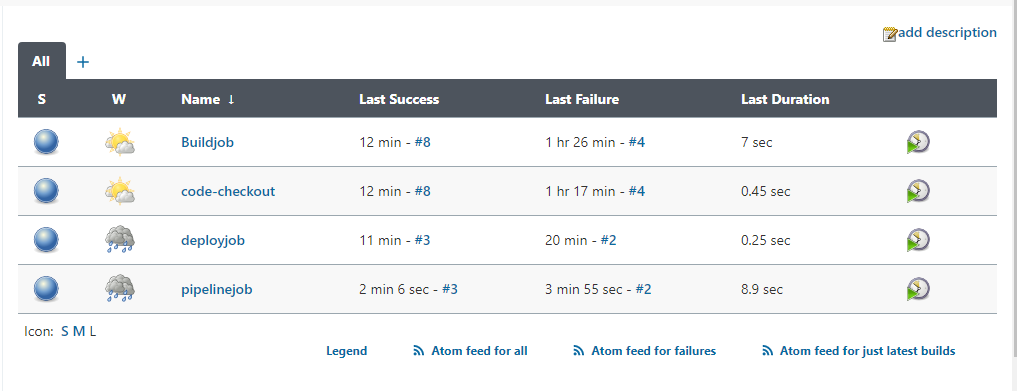 add description
All +
S W Name ↓ Last Success Last Failure Last Duration
Buildjob 12 min - #8 1 hr 26 min - #4 7 sec
code-checkout 12 min - #8 1 hr 17 min - #4 0.45 sec
deployjob 11 min - #3 20 min - #2 0.25 sec
pipelinejob 2 min 6 sec - #3 3 min 55 sec - #2 8.9 sec
Icon: S M L
Legend Atom feed for all Atom feed for failures Atom feed for just latest builds